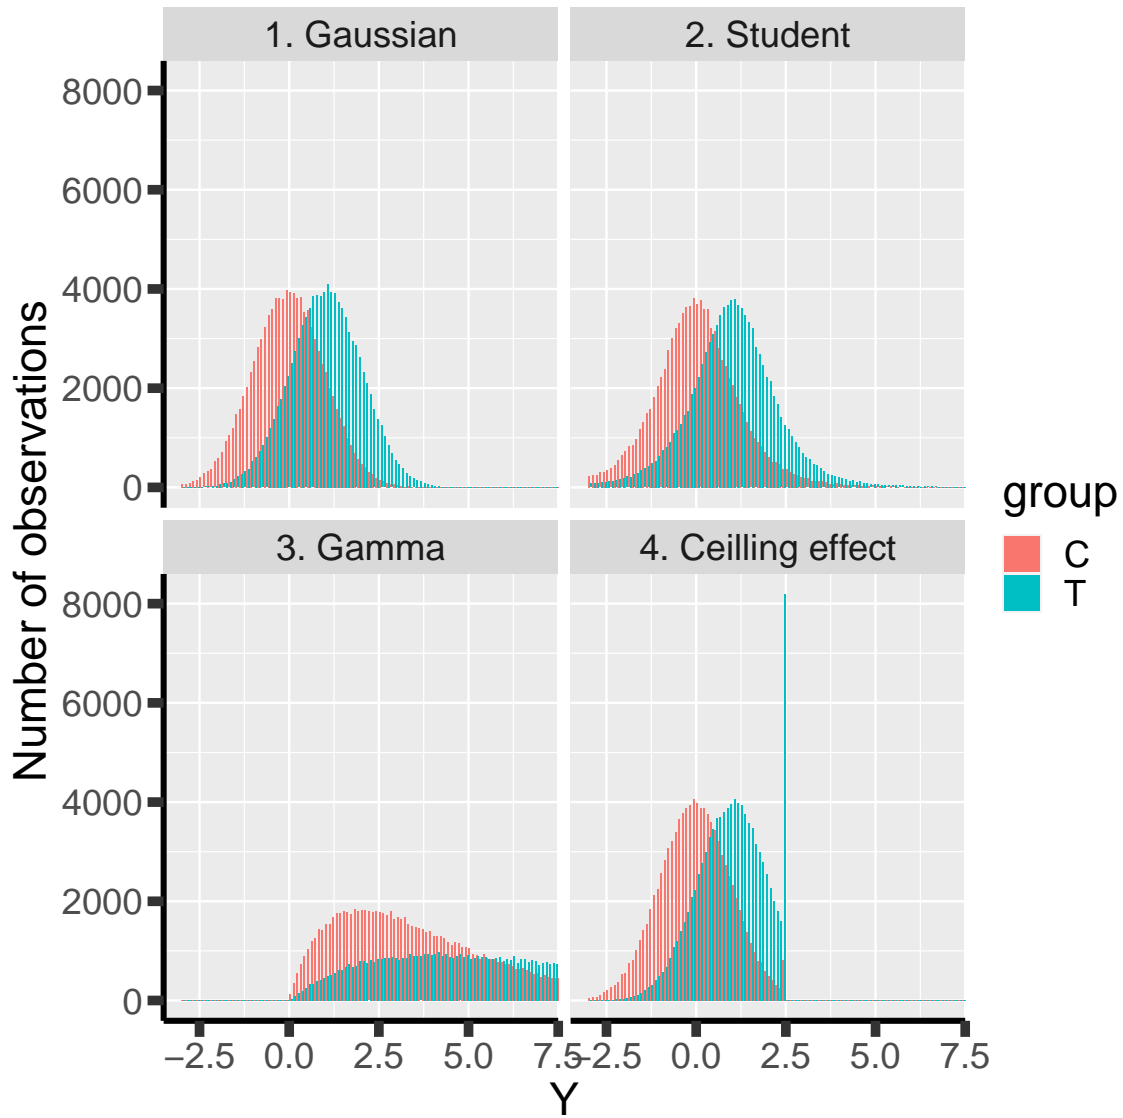 1. Gaussian
2. Student
8000
6000
4000
2000
0
3. Gamma
4. Ceilling effect
8000
6000
4000
2000
0
−2.5 0.0 2.5 5.0 7.5
−2.5 0.0 2.5 5.0 7.5
Y
Number of observations
group
C
T